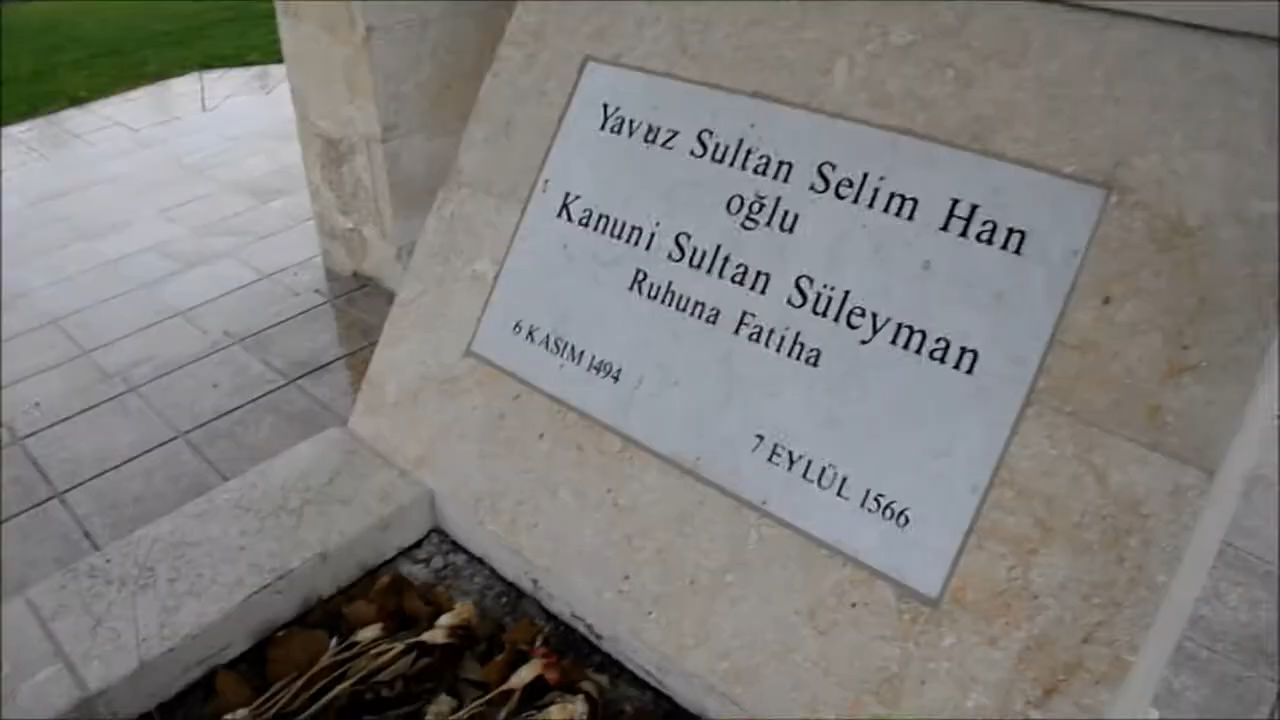 Yavuz Sultan Selim Han
oğlu
Kanuni Sultan Süleyman
Ruhuna Fatiha
6 KASIM 1494
7 EYLÜL 1566